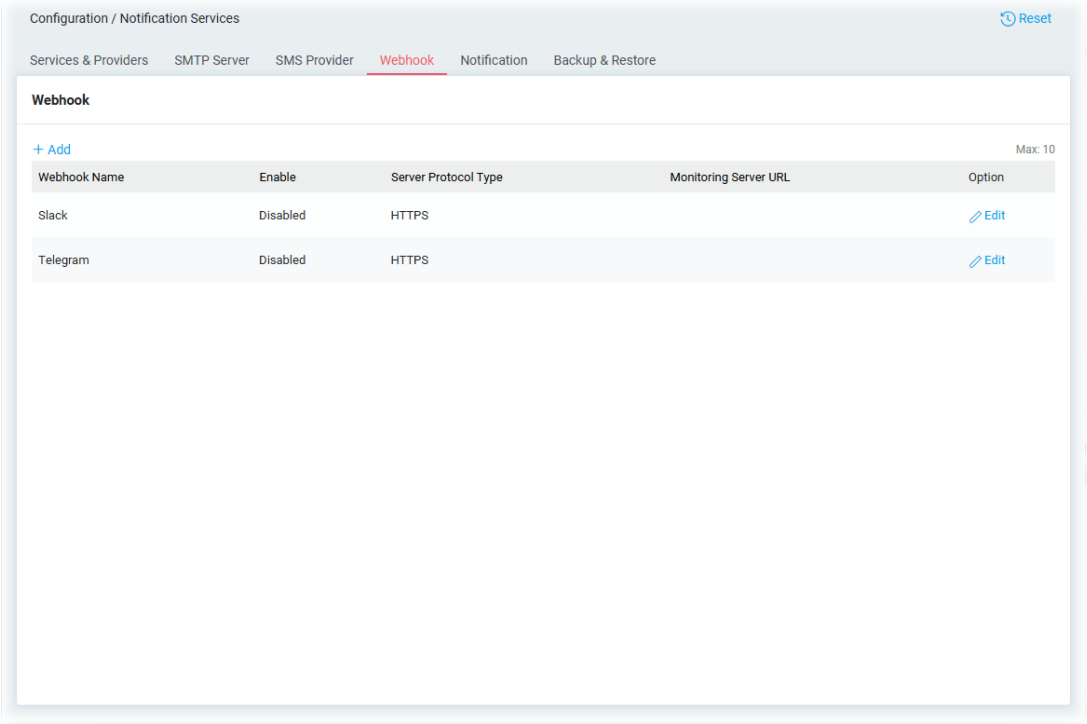 Configuration / Notification Services Reset
Services & Providers SMTP Server SMS Provider Webhook Notification Backup & Restore
Webhook
+ Add Max: 10
Webhook Name Enable Server Protocol Type Monitoring Server URL Option
Slack Disabled HTTPS Edit
Telegram Disabled HTTPS Edit